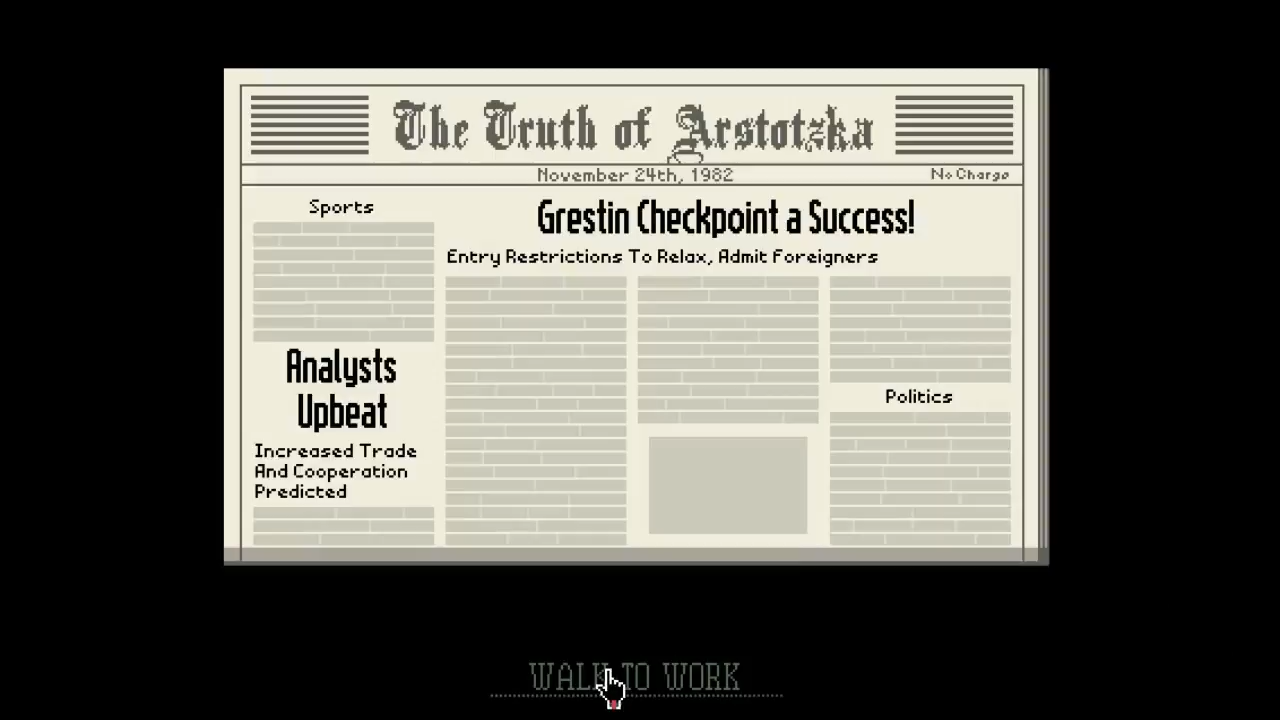 The Truth of Arstotzka
November 24th, 1982
No Charge
Sports
Grestin Checkpoint a Success!
Entry Restrictions To Relax, Admit Foreigners
Analysts
Upbeat
Increased Trade
And Cooperation
Predicted
Politics
WALK TO WORK